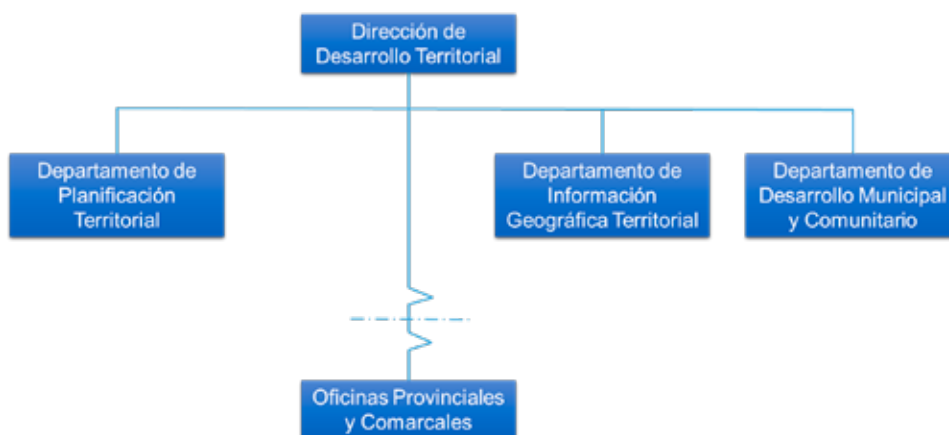 Dirección de
Desarrollo Territorial
Departamento de
Planificación
Territorial
Departamento de
Información
Geográfica Territorial
Departamento de
Desarrollo Municipal
y Comunitario
Oficinas Provinciales
y Comarcales